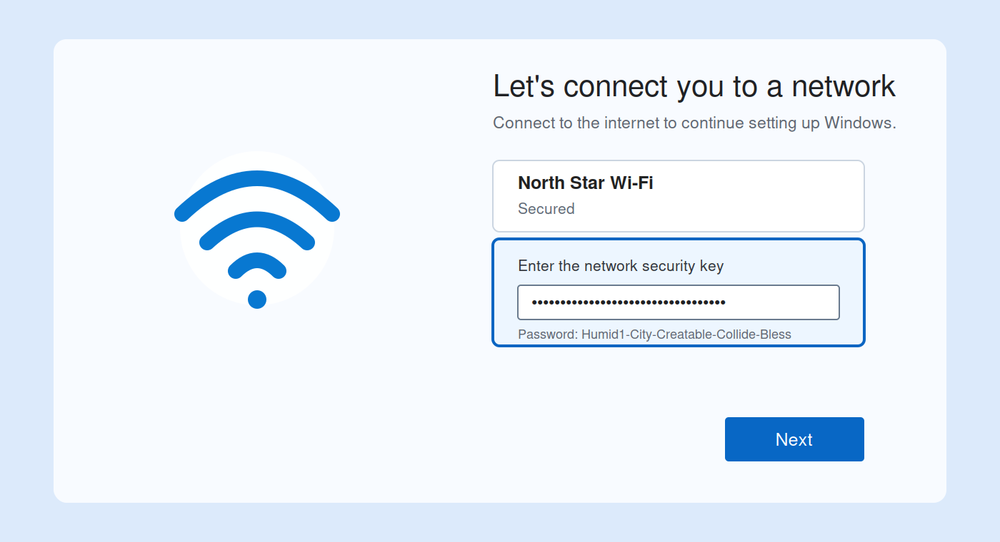 Let's connect you to a network
Connect to the internet to continue setting up Windows.
North Star Wi-Fi
Secured
Enter the network security key
••••••••••••••••••••••••••••••••••
Password: Humid1-City-Creatable-Collide-Bless
Next